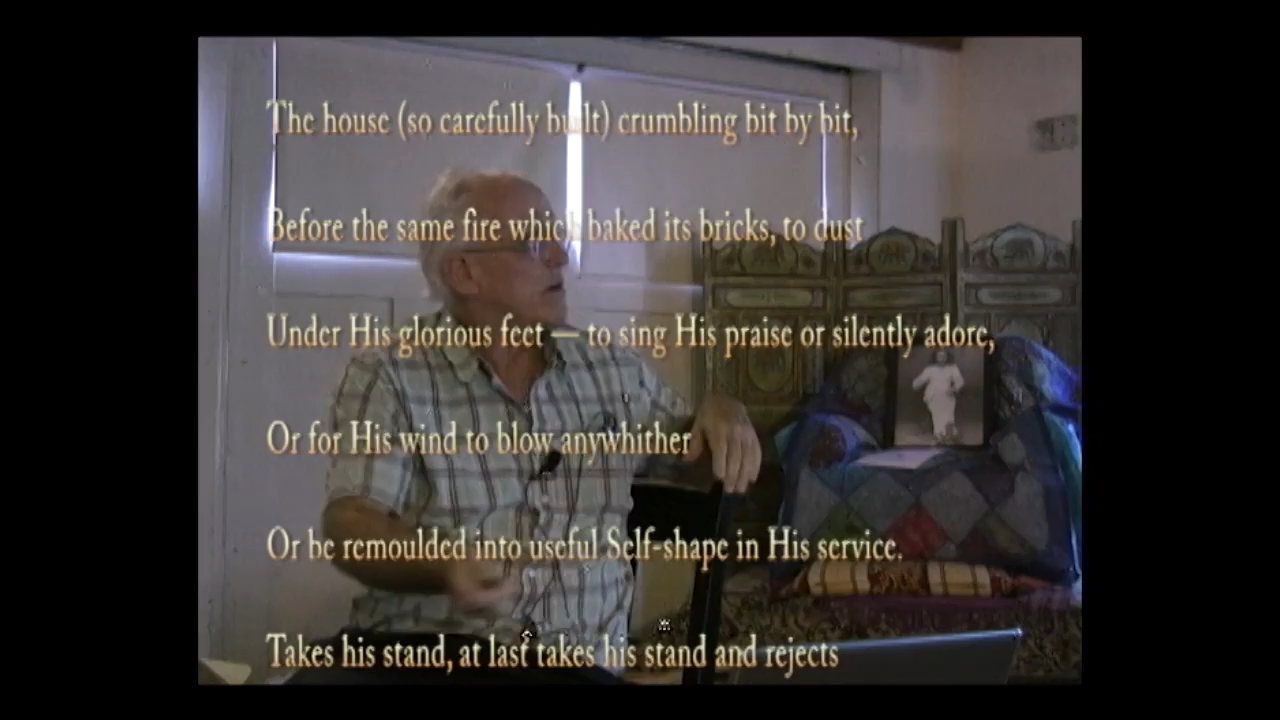 The house (so carefully built) crumbling bit by bit,
Before the same fire which baked its bricks, to dust
Under His glorious feet — to sing His praise or silently adore,
Or for His wind to blow anywhither
Or be remoulded into useful Self-shape in His service.
Takes his stand, at last takes his stand and rejects